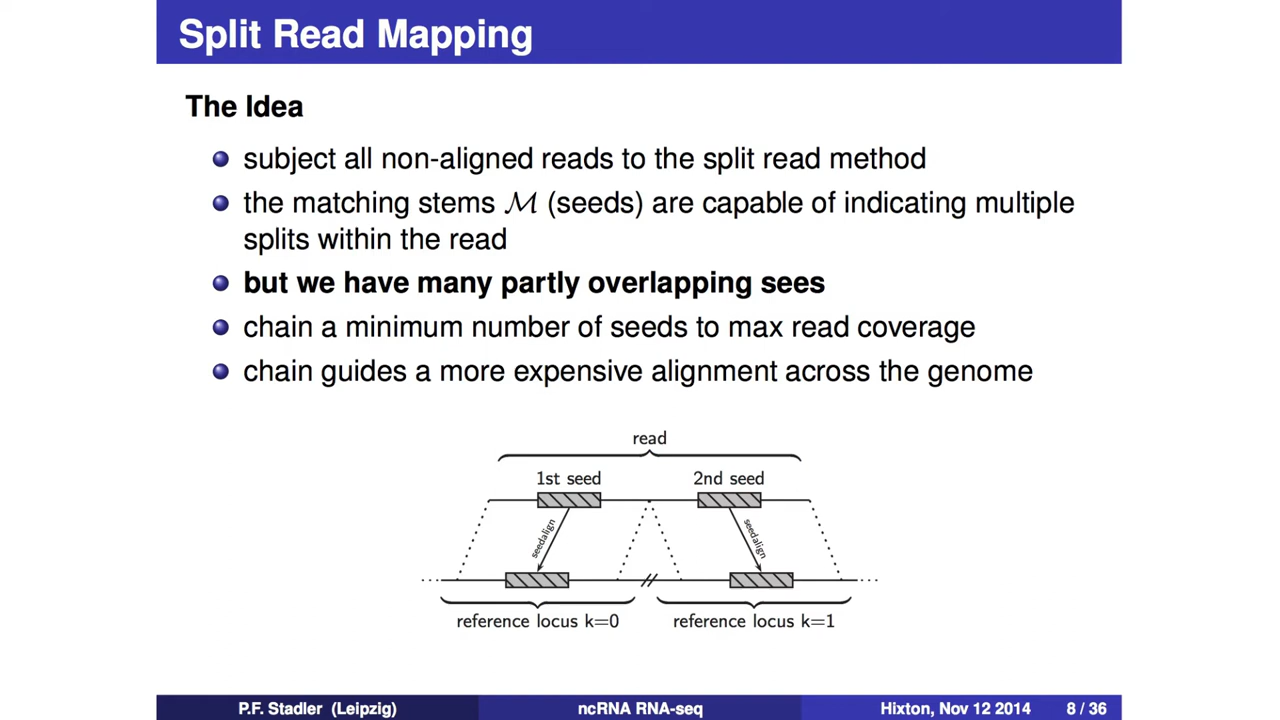 Split Read Mapping
The Idea
subject all non-aligned reads to the split read method
the matching stems ℳ (seeds) are capable of indicating multiple
splits within the read
but we have many partly overlapping sees
chain a minimum number of seeds to max read coverage
chain guides a more expensive alignment across the genome
read
1st seed 2nd seed
seedalign seedalign
reference locus k=0 reference locus k=1
P.F. Stadler (Leipzig) ncRNA RNA-seq Hixton, Nov 12 2014 8 / 36